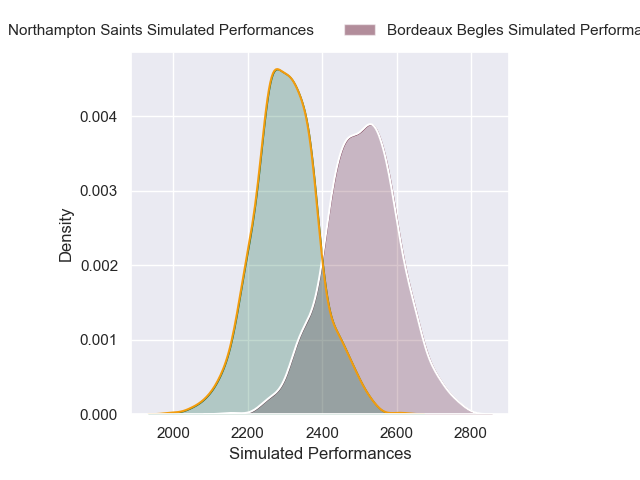 Northampton Saints Simulated Performances
Bordeaux Begles Simulated Performa
0.004
0.003
0.002
0.001
0.000
Density
2000 2200 2400 2600 2800
Simulated Performances